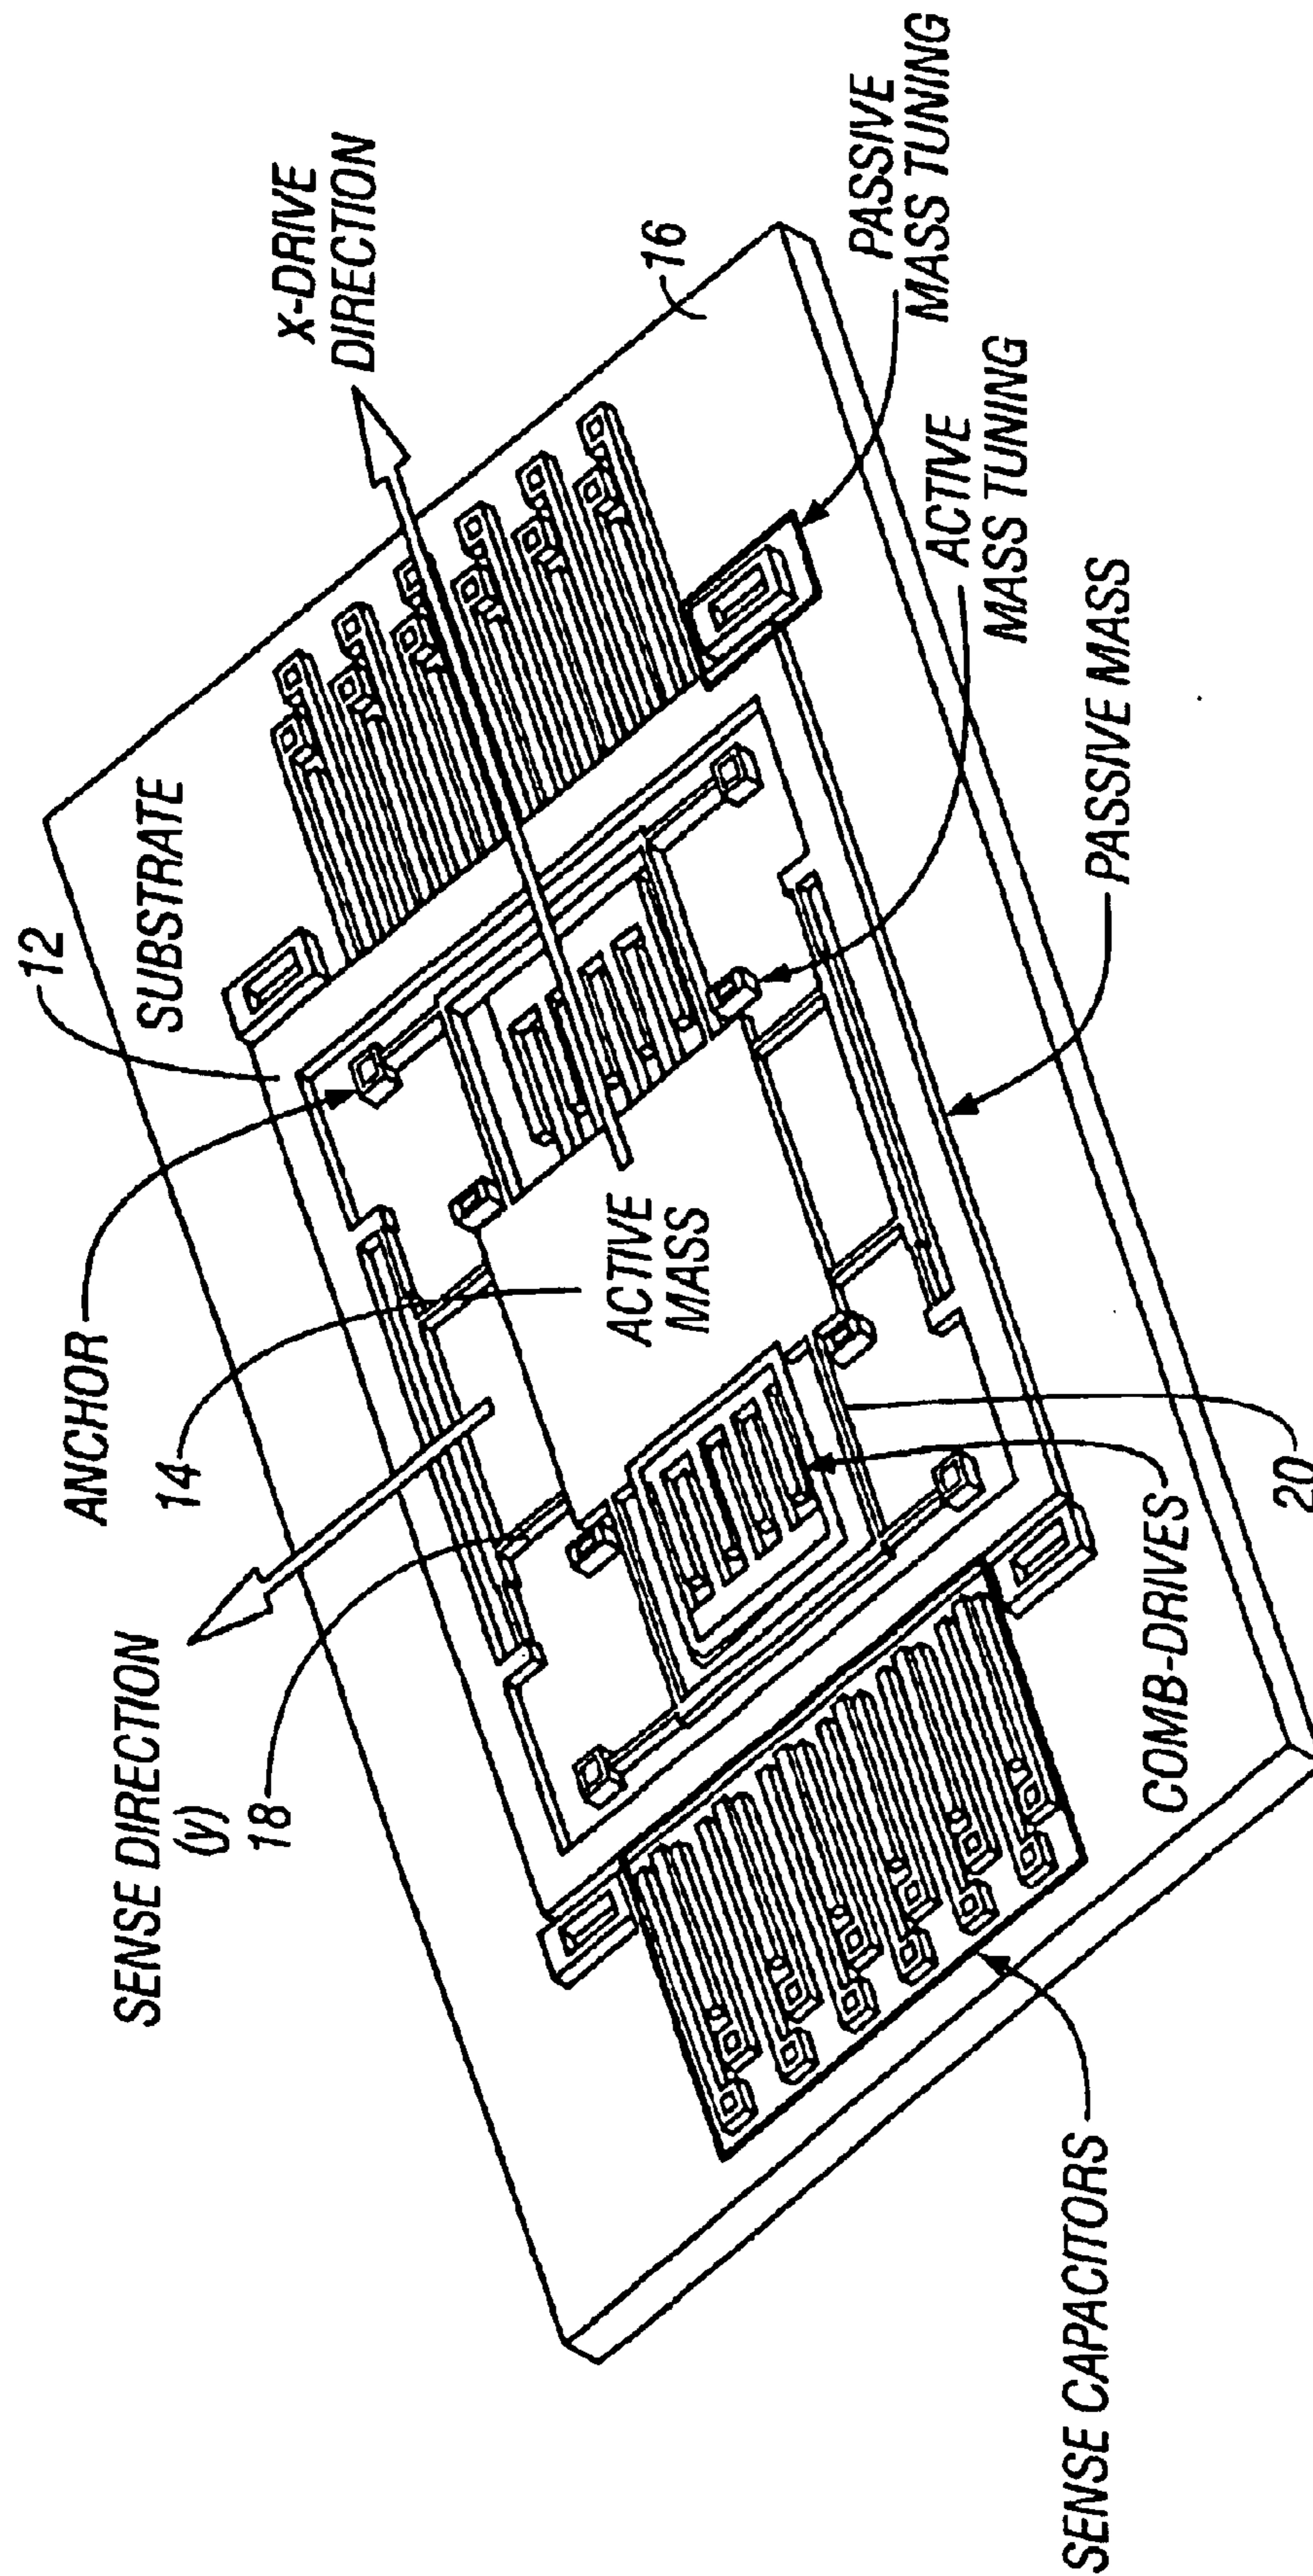 12
SUBSTRATE
X-DRIVE
DIRECTION
16
PASSIVE
MASS TUNING
ACTIVE
MASS TUNING
PASSIVE MASS
ANCHOR
14
ACTIVE
MASS
SENSE DIRECTION
(y)
18
COMB-DRIVES
20
SENSE CAPACITORS